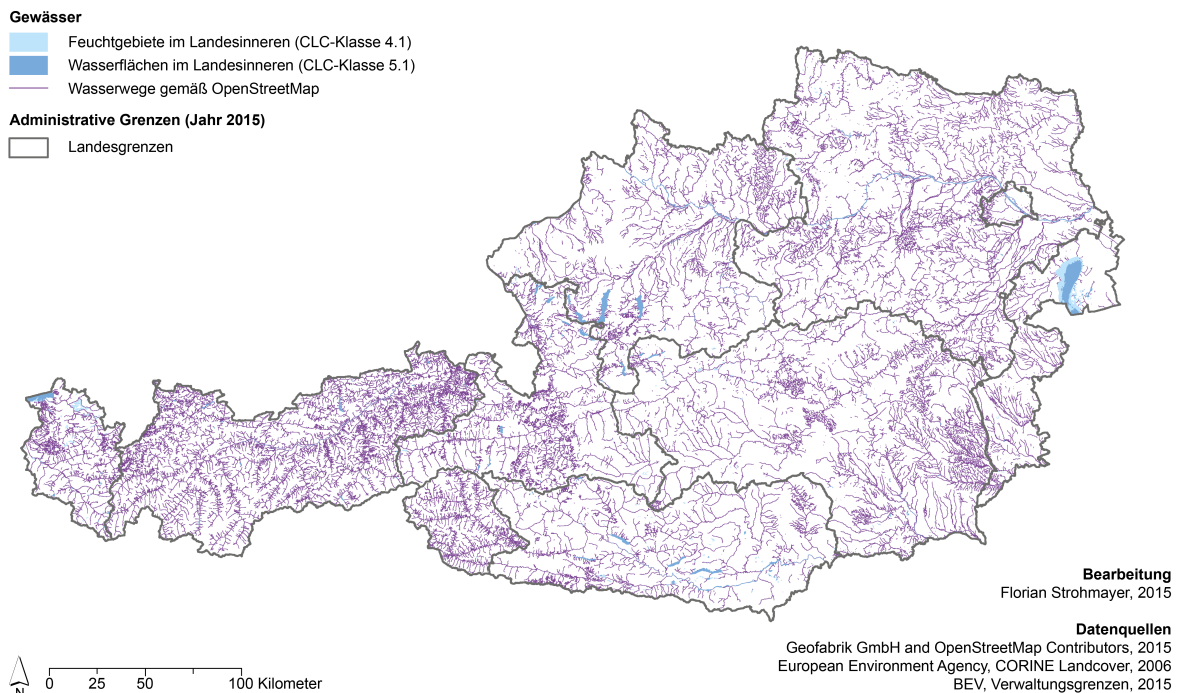 Gewässer
Feuchtgebiete im Landesinneren (CLC-Klasse 4.1)
Wasserflächen im Landesinneren (CLC-Klasse 5.1)
Wasserwege gemäß OpenStreetMap
Administrative Grenzen (Jahr 2015)
Landesgrenzen
Bearbeitung
Florian Strohmayer, 2015
Datenquellen
Geofabrik GmbH and OpenStreetMap Contributors, 2015
European Environment Agency, CORINE Landcover, 2006
BEV, Verwaltungsgrenzen, 2015
N
0 25 50 100 Kilometer